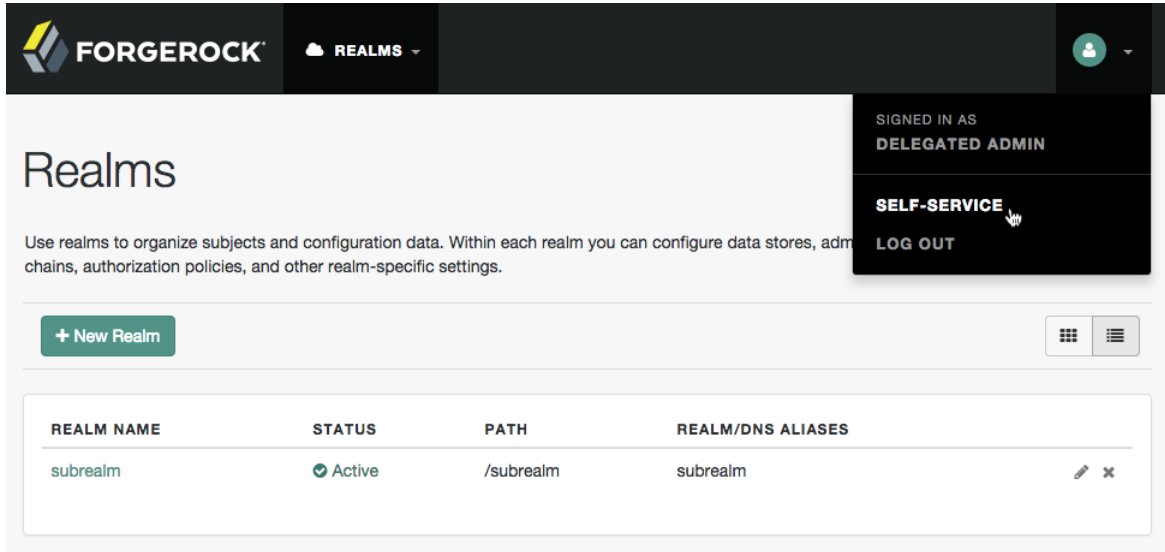 FORGEROCK
REALMS
SIGNED IN AS
DELEGATED ADMIN
SELF-SERVICE
LOG OUT
Realms
Use realms to organize subjects and configuration data. Within each realm you can configure data stores, adm
chains, authorization policies, and other realm-specific settings.
+ New Realm
REALM NAME STATUS PATH REALM/DNS ALIASES
subrealm Active /subrealm subrealm